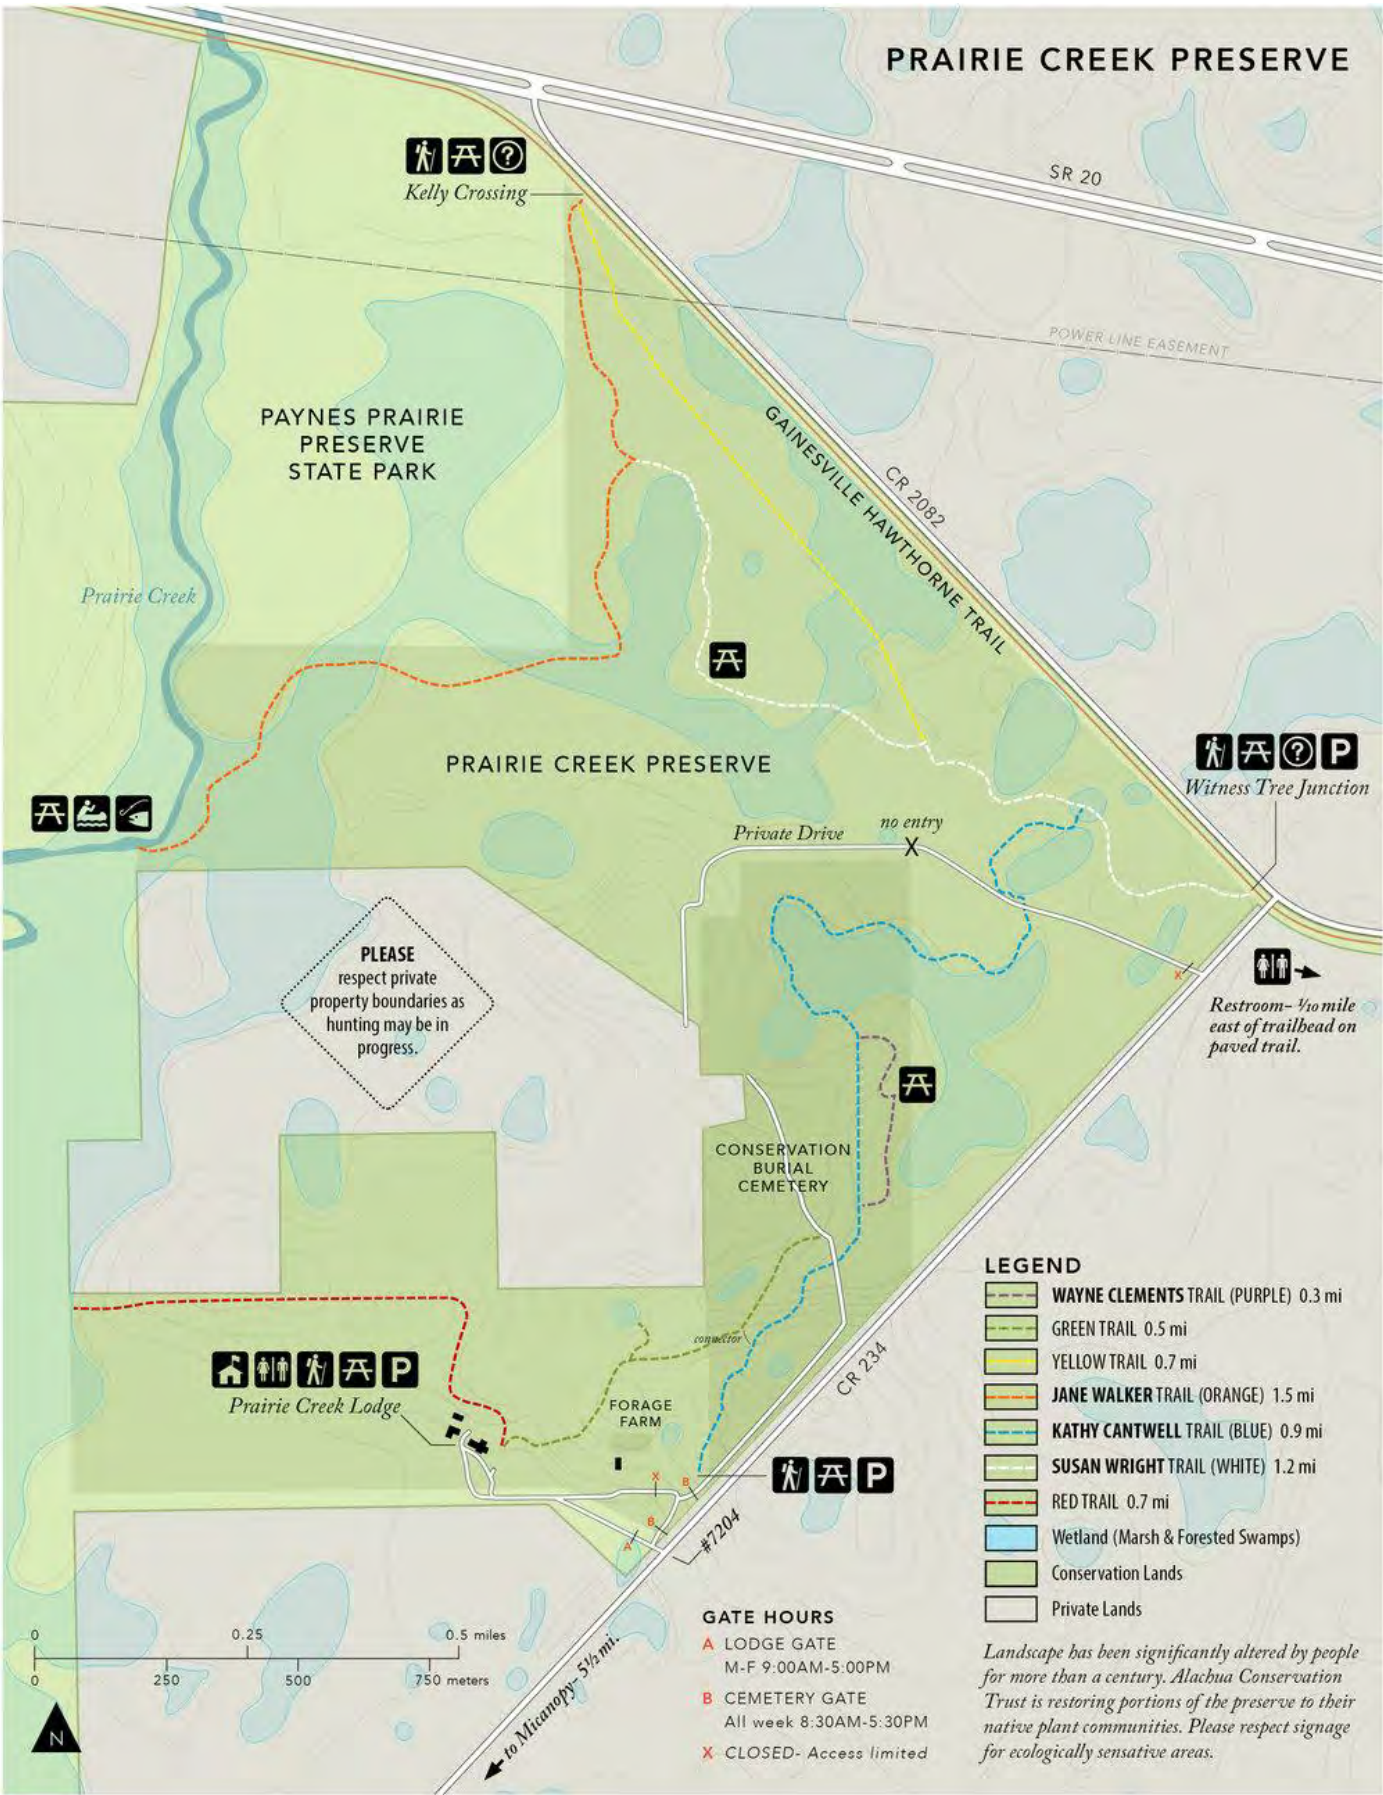 PRAIRIE CREEK PRESERVE
SR 20
?
Kelly Crossing
POWER LINE EASEMENT
PAYNES PRAIRIE
PRESERVE
STATE PARK
GAINESVILLE HAWTHORNE TRAIL
CR 2082
Prairie Creek
PRAIRIE CREEK PRESERVE
? P
Witness Tree Junction
Private Drive
no entry
X
PLEASE
respect private
property boundaries as
hunting may be in
progress.
X
Restroom– 1/10 mile
east of trailhead on
paved trail.
CONSERVATION
BURIAL
CEMETERY
connector
P
Prairie Creek Lodge
FORAGE
FARM
CR 234
P
X
B
B
A
#7204
to Micanopy– 5½ mi.
LEGEND
WAYNE CLEMENTS TRAIL (PURPLE) 0.3 mi
GREEN TRAIL 0.5 mi
YELLOW TRAIL 0.7 mi
JANE WALKER TRAIL (ORANGE) 1.5 mi
KATHY CANTWELL TRAIL (BLUE) 0.9 mi
SUSAN WRIGHT TRAIL (WHITE) 1.2 mi
RED TRAIL 0.7 mi
Wetland (Marsh & Forested Swamps)
Conservation Lands
Private Lands
0 0.25 0.5 miles
0 250 500 750 meters
N
GATE HOURS
A LODGE GATE
M-F 9:00AM-5:00PM
B CEMETERY GATE
All week 8:30AM-5:30PM
X CLOSED- Access limited
Landscape has been significantly altered by people
for more than a century. Alachua Conservation
Trust is restoring portions of the preserve to their
native plant communities. Please respect signage
for ecologically sensative areas.